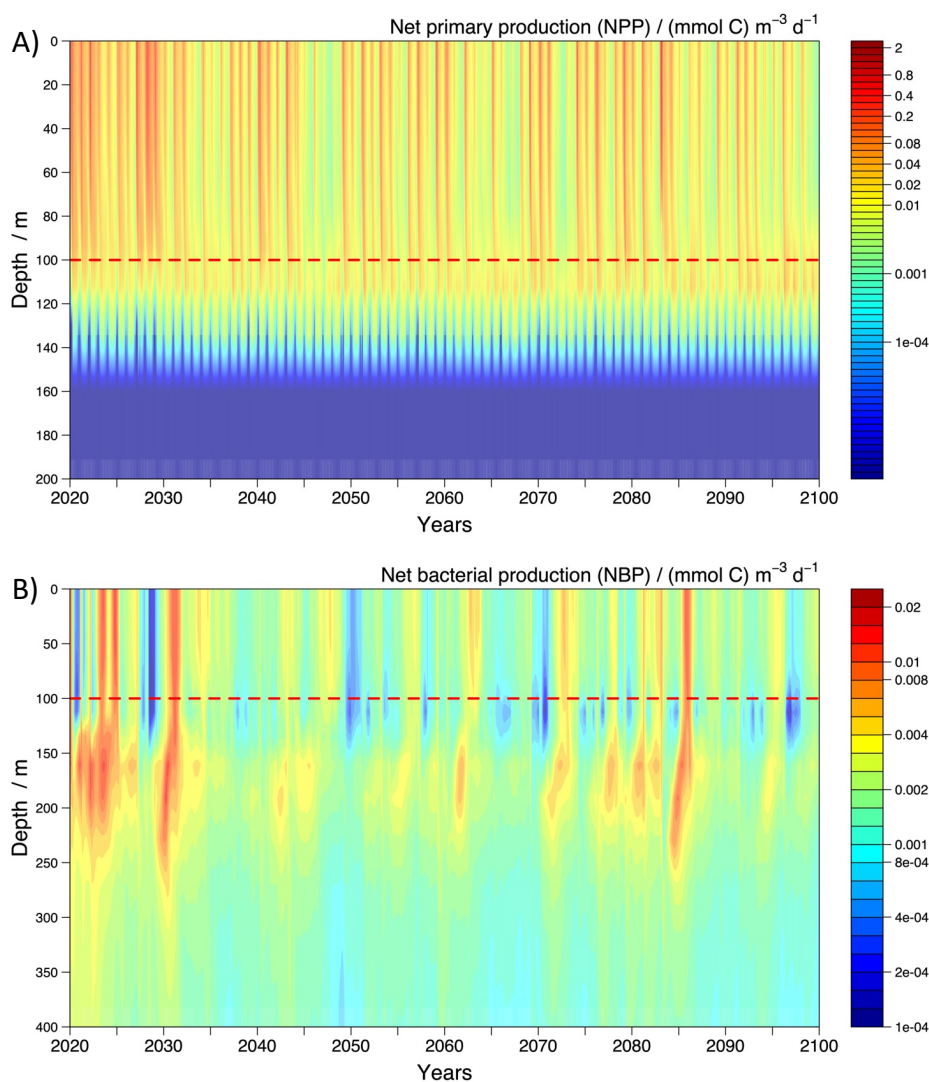 A)
Net primary production (NPP) / (mmol C) m⁻³ d⁻¹
0
20
40
60
80
100
120
140
160
180
200
Depth / m
2020 2030 2040 2050 2060 2070 2080 2090 2100
Years
2
0.8
0.4
0.2
0.08
0.04
0.02
0.01
0.001
1e-04
B)
Net bacterial production (NBP) / (mmol C) m⁻³ d⁻¹
0
50
100
150
200
250
300
350
400
Depth / m
2020 2030 2040 2050 2060 2070 2080 2090 2100
Years
0.02
0.01
0.008
0.004
0.002
0.001
8e-04
4e-04
2e-04
1e-04